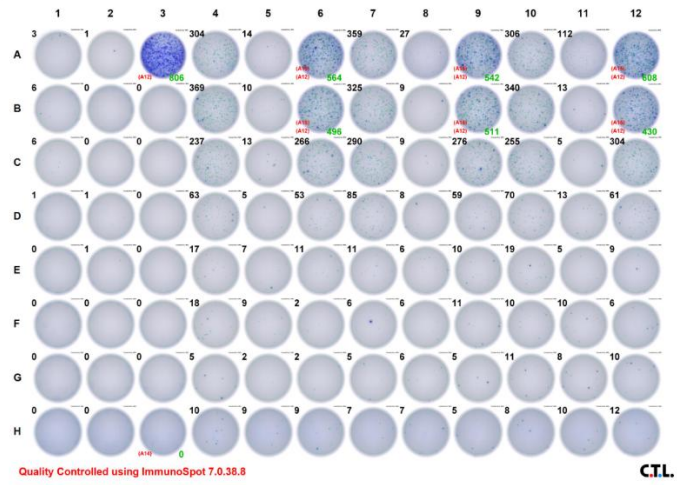 1 2 3 4 5 6 7 8 9 10 11 12
A 3 1 304 14 359 27 306 112
(A12) 806 (A15) (A12) 564 (A15) (A12) 542 (A12) 608
B 6 0 0 369 10 325 9 340 13
(A15) (A12) 496 (A12) 511 (A12) 430
C 6 0 0 237 13 266 290 9 276 255 5 304
D 1 1 0 63 5 53 85 8 59 70 13 61
E 0 1 0 17 7 11 11 6 10 19 5 9
F 0 0 0 18 9 2 6 6 11 10 10 6
G 0 0 0 5 2 2 5 6 5 11 8 10
H 0 0 0 10 9 9 7 7 5 8 10 12
(A14) 0
Quality Controlled using ImmunoSpot 7.0.38.8
C.T.L.